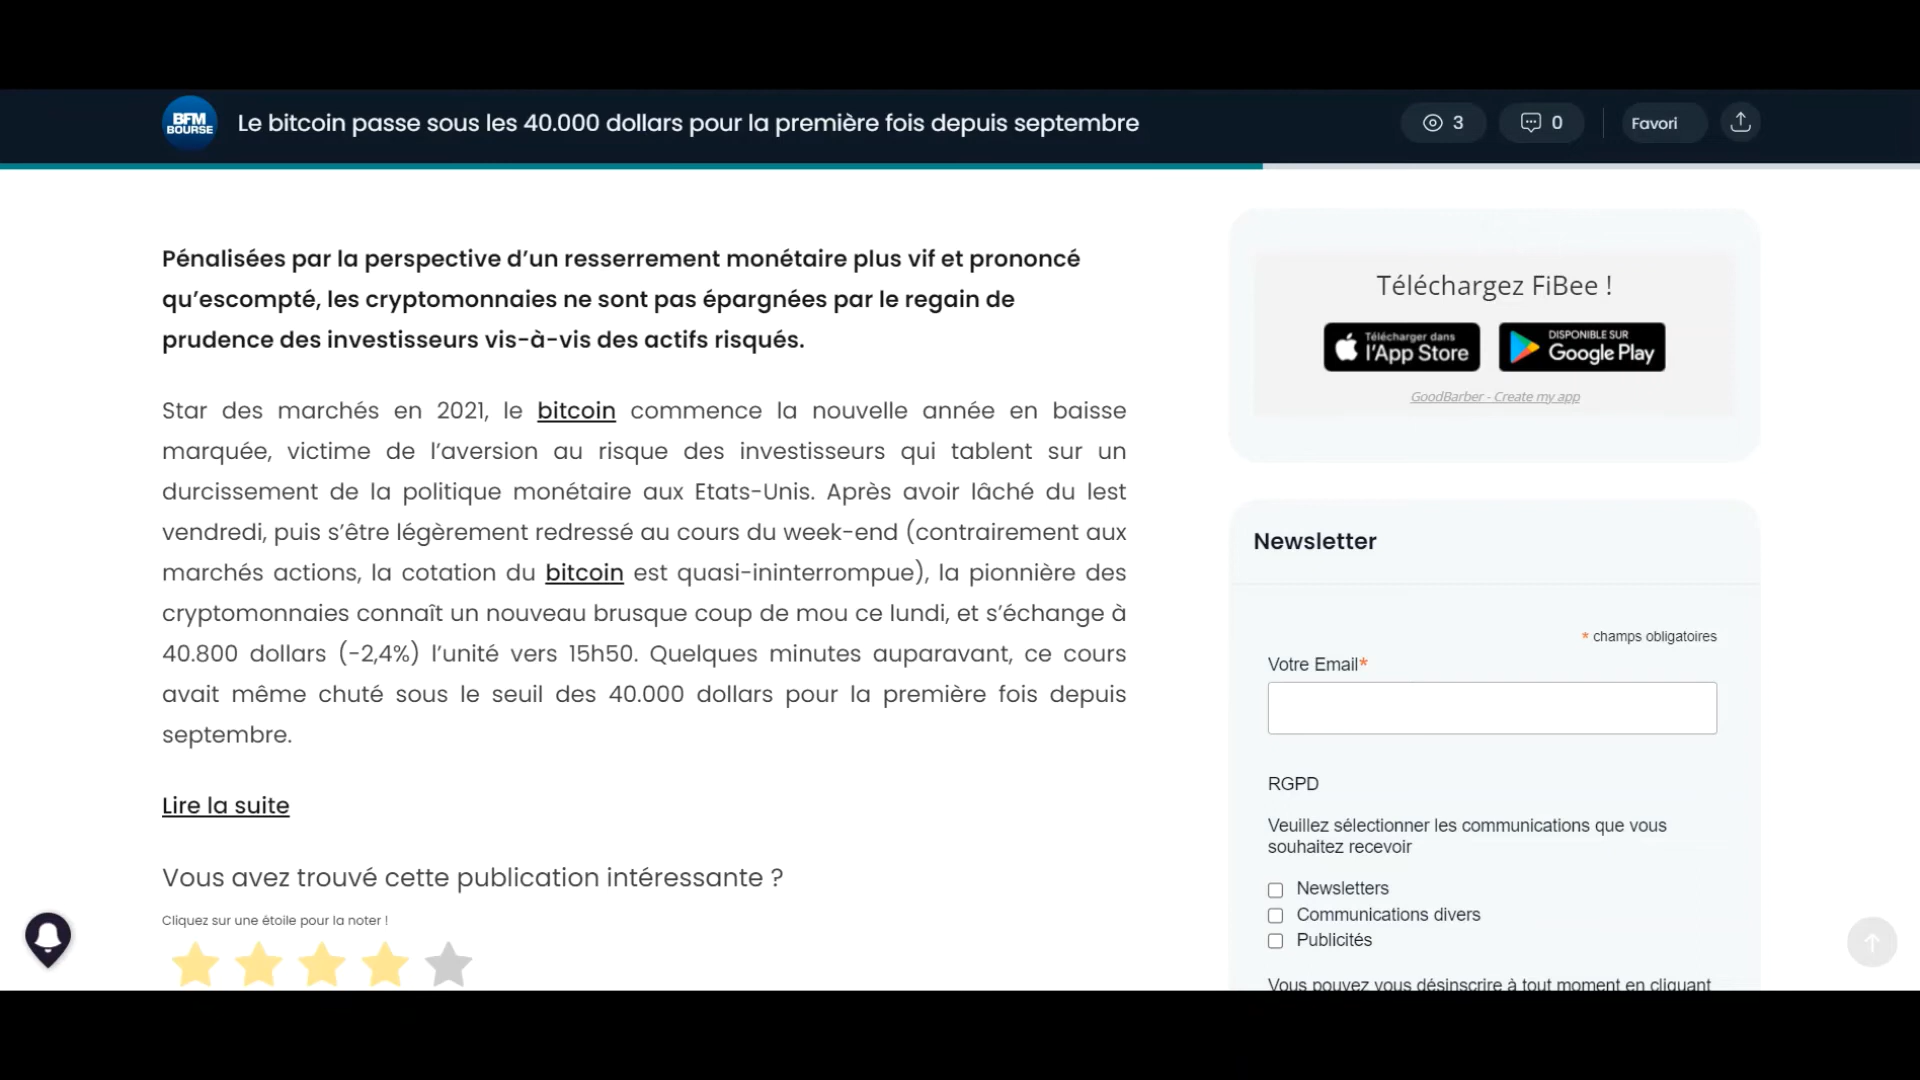 BFM
BOURSE
Le bitcoin passe sous les 40.000 dollars pour la première fois depuis septembre
3
0
Favori
Pénalisées par la perspective d’un resserrement monétaire plus vif et prononcé
qu’escompté, les cryptomonnaies ne sont pas épargnées par le regain de
prudence des investisseurs vis-à-vis des actifs risqués.
Star des marchés en 2021, le bitcoin commence la nouvelle année en baisse
marquée, victime de l’aversion au risque des investisseurs qui tablent sur un
durcissement de la politique monétaire aux Etats-Unis. Après avoir lâché du lest
vendredi, puis s’être légèrement redressé au cours du week-end (contrairement aux
marchés actions, la cotation du bitcoin est quasi-ininterrompue), la pionnière des
cryptomonnaies connaît un nouveau brusque coup de mou ce lundi, et s’échange à
40.800 dollars (-2,4%) l’unité vers 15h50. Quelques minutes auparavant, ce cours
avait même chuté sous le seuil des 40.000 dollars pour la première fois depuis
septembre.
Lire la suite
Vous avez trouvé cette publication intéressante ?
Cliquez sur une étoile pour la noter !
Téléchargez FiBee !
Télécharger dans
l'App Store
DISPONIBLE SUR
Google Play
GoodBarber - Create my app
Newsletter
* champs obligatoires
Votre Email*
RGPD
Veuillez sélectionner les communications que vous
souhaitez recevoir
Newsletters
Communications divers
Publicités
Vous pouvez vous désinscrire à tout moment en cliquant